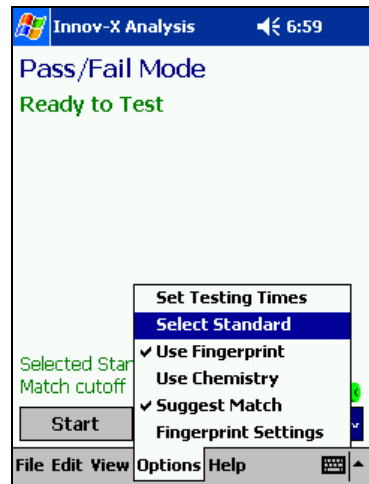 Innov-X Analysis 6:59
Pass/Fail Mode
Ready to Test
Set Testing Times
Select Standard
Use Fingerprint
Selected
Use Chemistry
Match cutoff
Suggest Match
Start
Fingerprint Settings
File Edit View Options Help